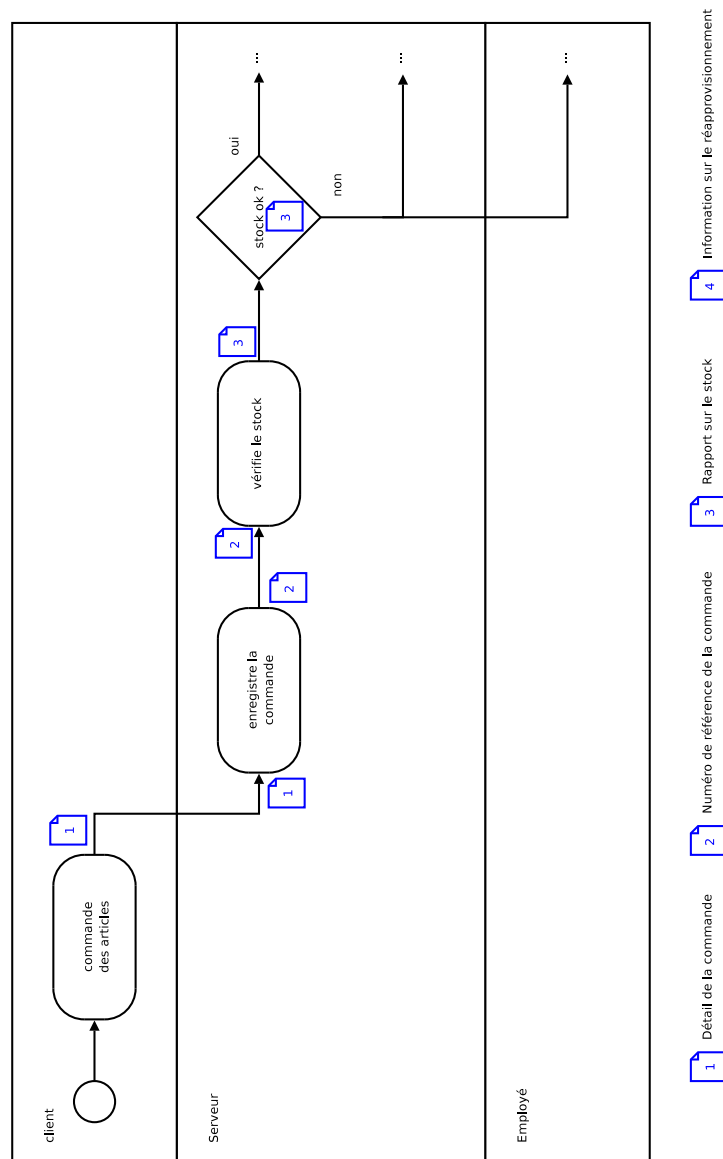 client
commande
des articles
1
Serveur
1
enregistre la
commande
2
2
vérifie le stock
3
stock ok ?
3
oui
...
non
...
Employé
...
1 Détail de la commande
2 Numéro de référence de la commande
3 Rapport sur le stock
4 Information sur le réapprovisionnement